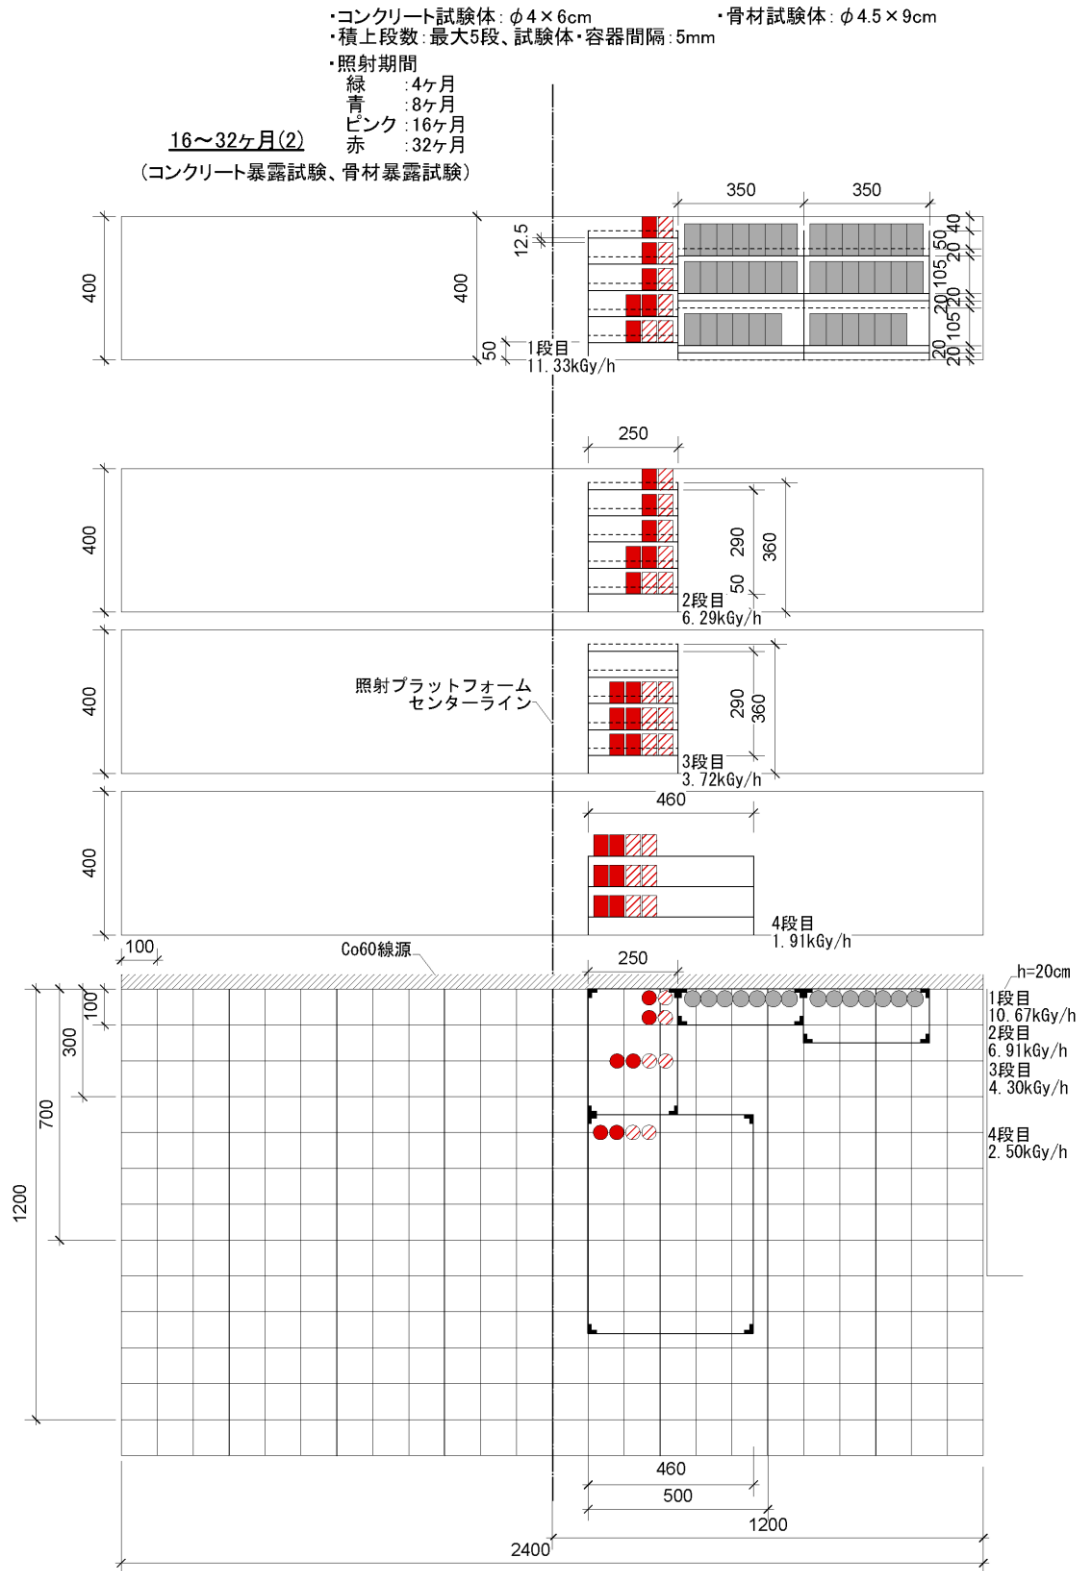 ・コンクリート試験体：φ4×6cm
・骨材試験体：φ4.5×9cm
・積上段数：最大5段、試験体・容器間隔：5mm
・照射期間
緑　：4ヶ月
青　：8ヶ月
ピンク：16ヶ月
赤　：32ヶ月
16～32ヶ月(2)
(コンクリート暴露試験、骨材暴露試験)
350
350
12.5
40
50
20
105
20
20
105
20
20
400
400
50
1段目
11.33kGy/h
250
400
290
360
50
2段目
6.29kGy/h
照射プラットフォーム
センターライン
400
290
360
3段目
3.72kGy/h
460
400
4段目
1.91kGy/h
100
Co60線源
250
h=20cm
1段目
10.67kGy/h
2段目
6.91kGy/h
3段目
4.30kGy/h
4段目
2.50kGy/h
100
300
700
1200
460
500
1200
2400